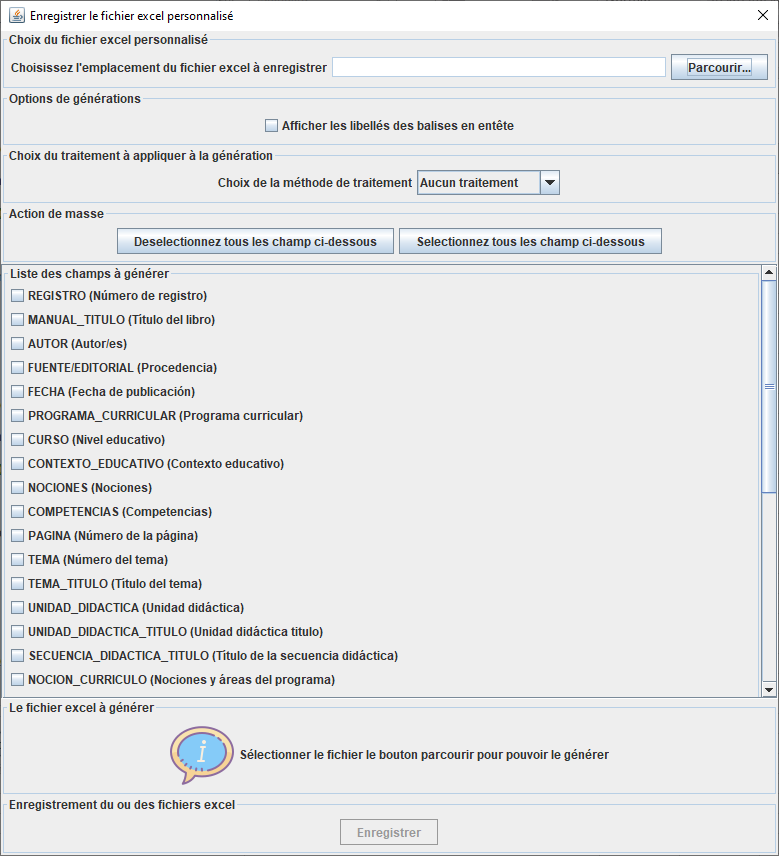 Enregistrer le fichier excel personnalisé
Choix du fichier excel personnalisé
Choisissez l'emplacement du fichier excel à enregistrer Parcourir...
Options de générations
Afficher les libellés des balises en entête
Choix du traitement à appliquer à la génération
Choix de la méthode de traitement Aucun traitement
Action de masse
Deselectionnez tous les champ ci-dessous Selectionnez tous les champ ci-dessous
Liste des champs à générer
REGISTRO (Número de registro)
MANUAL_TITULO (Título del libro)
AUTOR (Autor/es)
FUENTE/EDITORIAL (Procedencia)
FECHA (Fecha de publicación)
PROGRAMA_CURRICULAR (Programa curricular)
CURSO (Nivel educativo)
CONTEXTO_EDUCATIVO (Contexto educativo)
NOCIONES (Nociones)
COMPETENCIAS (Competencias)
PAGINA (Número de la página)
TEMA (Número del tema)
TEMA_TITULO (Título del tema)
UNIDAD_DIDACTICA (Unidad didáctica)
UNIDAD_DIDACTICA_TITULO (Unidad didáctica titulo)
SECUENCIA_DIDACTICA_TITULO (Título de la secuencia didáctica)
NOCION_CURRICULO (Nociones y áreas del programa)
Le fichier excel à générer
Sélectionner le fichier le bouton parcourir pour pouvoir le générer
Enregistrement du ou des fichiers excel
Enregistrer